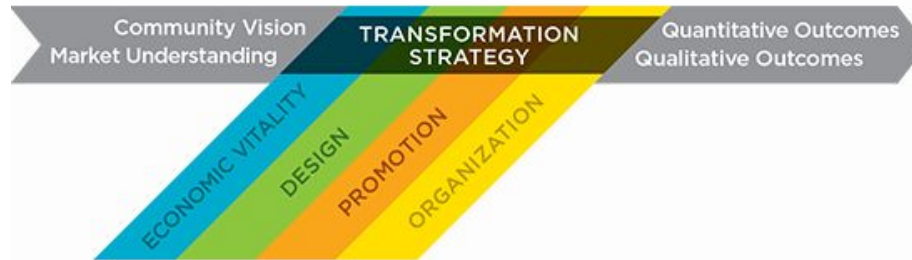 Community Vision
Market Understanding
TRANSFORMATION
STRATEGY
Quantitative Outcomes
Qualitative Outcomes
ECONOMIC VITALITY
DESIGN
PROMOTION
ORGANIZATION